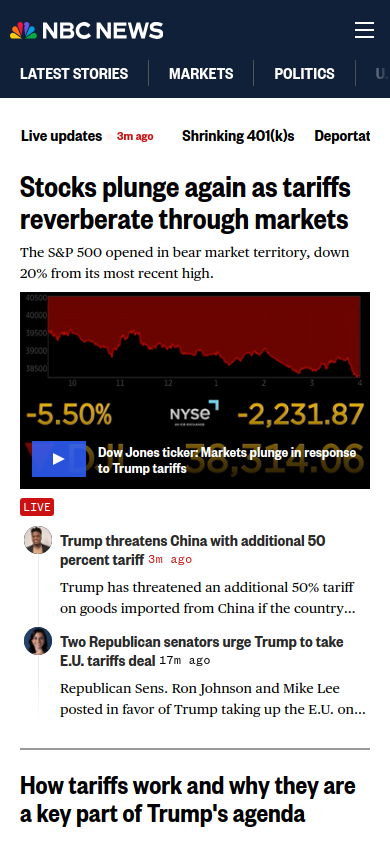 NBC NEWS
LATEST STORIES
MARKETS
POLITICS
U.
Live updates
3m ago
Shrinking 401(k)s
Deportat
Stocks plunge again as tariffs
reverberate through markets
The S&P 500 opened in bear market territory, down
20% from its most recent high.
40500
40000
39500
39000
38500
10
11
12
1
2
3
4
-5.50%
NYSE
-2,231.87
38,314.06
Dow Jones ticker: Markets plunge in response
to Trump tariffs
LIVE
Trump threatens China with additional 50
percent tariff 3m ago
Trump has threatened an additional 50% tariff
on goods imported from China if the country...
Two Republican senators urge Trump to take
E.U. tariffs deal 17m ago
Republican Sens. Ron Johnson and Mike Lee
posted in favor of Trump taking up the E.U. on...
How tariffs work and why they are
a key part of Trump's agenda